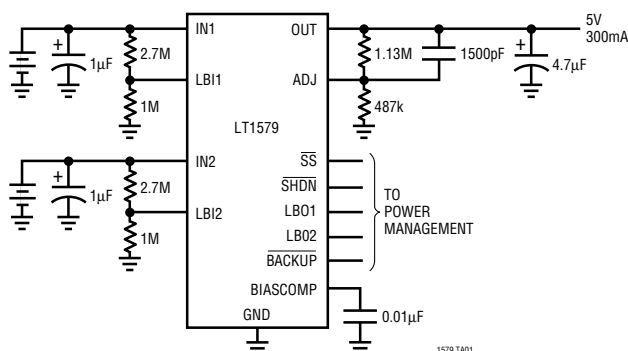 IN1
OUT
5V
300mA
2.7M
1.13M
1500pF
+
1µF
+
4.7µF
LBI1
ADJ
1M
487k
LT1579
IN2
SS
+
1µF
2.7M
SHDN
LBO1
TO
POWER
MANAGEMENT
LBI2
LB02
1M
BACKUP
BIASCOMP
GND
0.01µF
1579 TA01